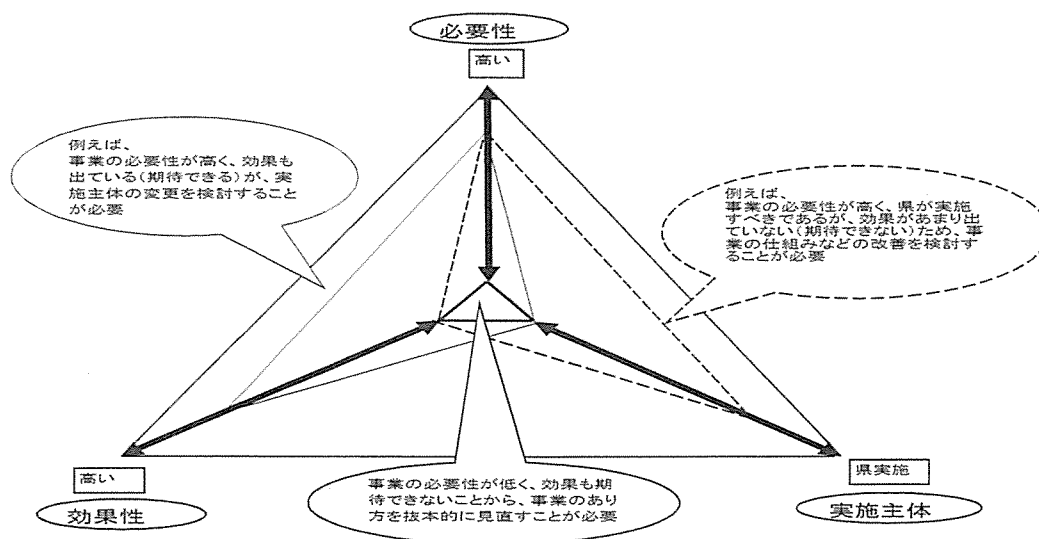 必要性
高い
例えば、
事業の必要性が高く、効果も
出ている(期待できる)が、実
施主体の変更を検討すること
が必要
例えば、
事業の必要性が高く、県が実施
すべきであるが、効果があまり出
ていない(期待できない)ため、事
業の仕組みなどの改善を検討す
ることが必要
高い
効果性
事業の必要性が低く、効果も期
待できないことから、事業のあり
方を抜本的に見直すことが必要
県実施
実施主体